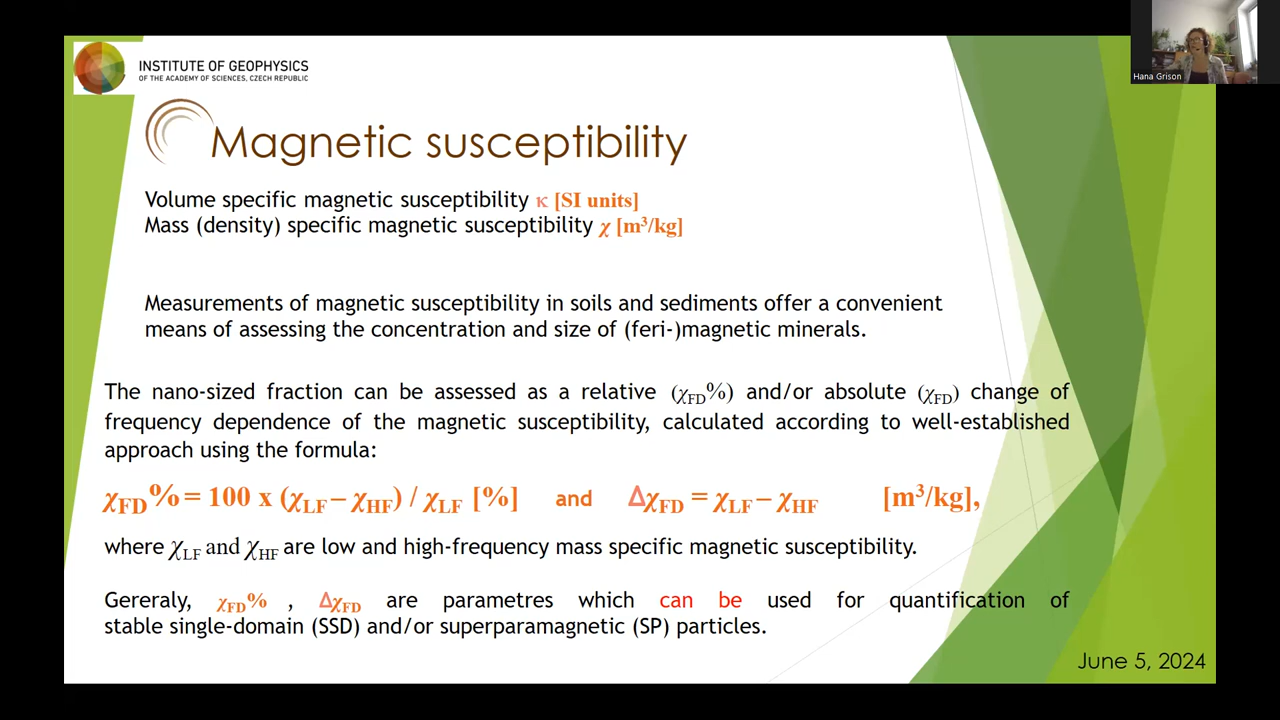 INSTITUTE OF GEOPHYSICS
OF THE ACADEMY OF SCIENCES, CZECH REPUBLIC
Hana Grison
Magnetic susceptibility
Volume specific magnetic susceptibility κ [SI units]
Mass (density) specific magnetic susceptibility χ [m³/kg]
Measurements of magnetic susceptibility in soils and sediments offer a convenient
means of assessing the concentration and size of (feri-)magnetic minerals.
The nano-sized fraction can be assessed as a relative (χFD%) and/or absolute (χFD) change of
frequency dependence of the magnetic susceptibility, calculated according to well-established
approach using the formula:
χFD% = 100 x (χLF – χHF) / χLF [%] and ΔχFD = χLF – χHF [m³/kg],
where χLF and χHF are low and high-frequency mass specific magnetic susceptibility.
Gereraly, χFD% , ΔχFD are parametres which can be used for quantification of
stable single-domain (SSD) and/or superparamagnetic (SP) particles.
June 5, 2024